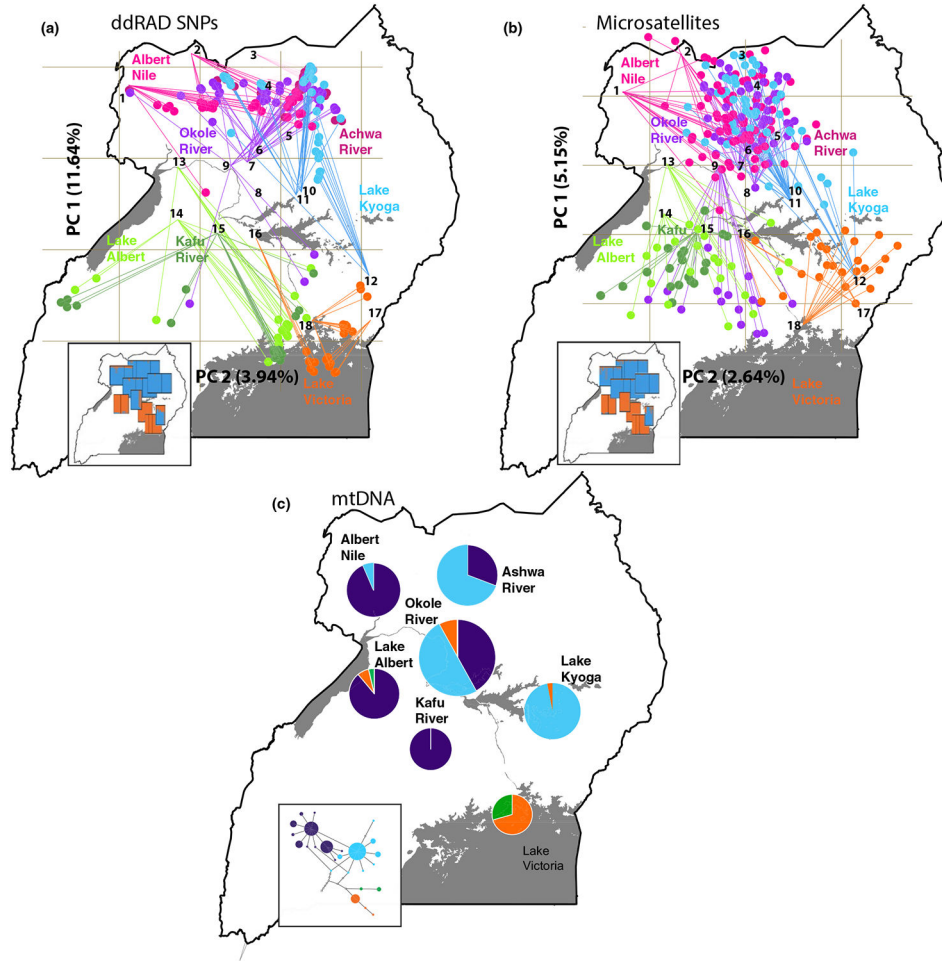 (a) ddRAD SNPs
PC 1 (11.64%)
PC 2 (3.94%)
Albert
Nile
Okole
River
Achwa
River
Lake
Kyoga
Lake
Albert
Kafu
River
Lake
Victoria
1
2
3
4
5
6
7
8
9
10
11
12
13
14
15
16
17
18
(b) Microsatellites
PC 1 (5.15%)
PC 2 (2.64%)
Albert
Nile
Okole
River
Achwa
River
Lake
Kyoga
Lake
Albert
Kafu
Lake
Victoria
1
2
3
4
5
6
7
8
9
10
11
12
13
14
15
16
17
18
(c) mtDNA
Albert
Nile
Ashwa
River
Okole
River
Lake
Albert
Lake
Kyoga
Kafu
River
Lake
Victoria